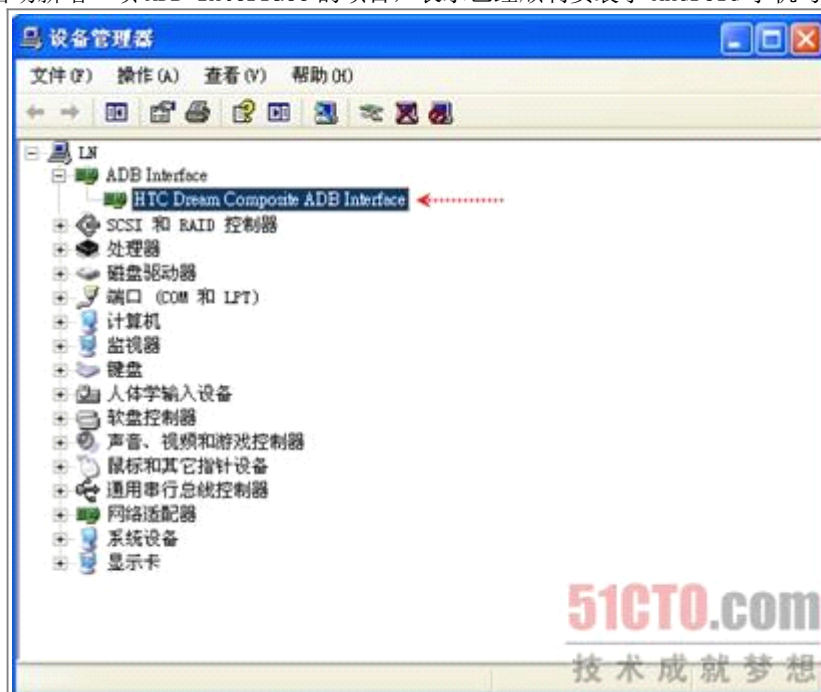 设备管理器
文件(F) 操作(A) 查看(V) 帮助(H)
LN
ADB Interface
HTC Dream Composite ADB Interface
SCSI 和 RAID 控制器
处理器
磁盘驱动器
端口 (COM 和 LPT)
计算机
监视器
键盘
人体学输入设备
软盘控制器
声音、视频和游戏控制器
鼠标和其它指针设备
通用串行总线控制器
网络适配器
系统设备
显示卡
51CTO.com
技术成就梦想